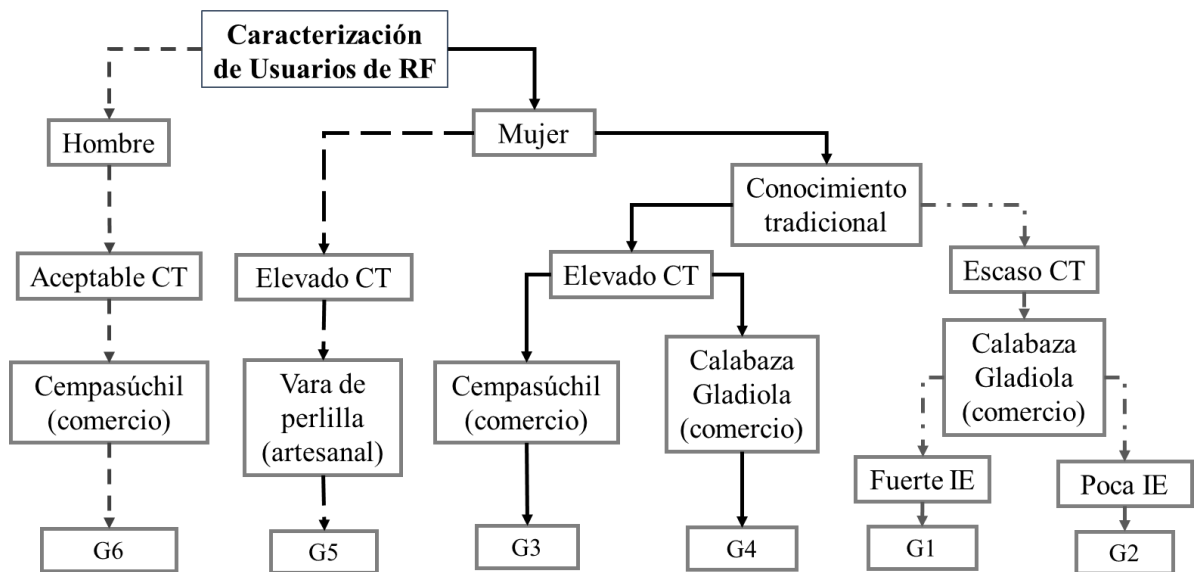 Caracterización
de Usuarios de RF
Hombre
Mujer
Conocimiento
tradicional
Aceptable CT
Elevado CT
Elevado CT
Escaso CT
Cempasúchil
(comercio)
Vara de
perlilla
(artesanal)
Cempasúchil
(comercio)
Calabaza
Gladiola
(comercio)
Calabaza
Gladiola
(comercio)
Fuerte IE
Poca IE
G6
G5
G3
G4
G1
G2